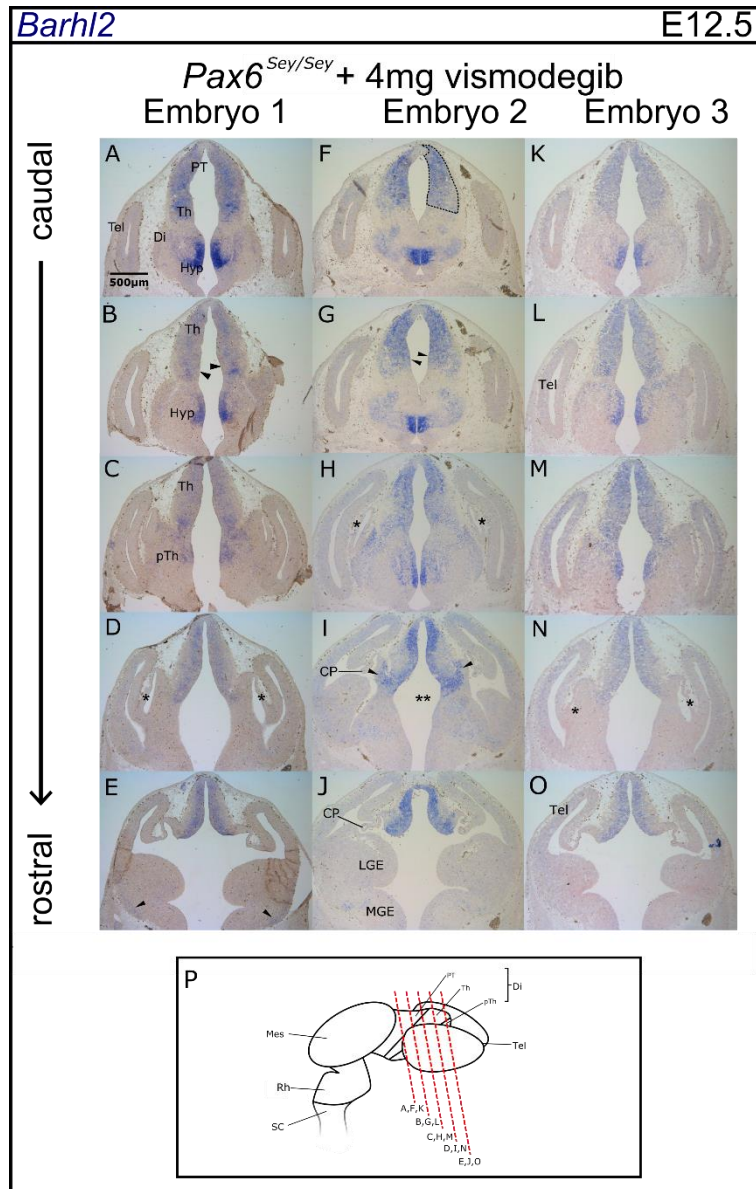 Barhl2 E12.5
Pax6 Sey/Sey + 4mg vismodegib
Embryo 1 Embryo 2 Embryo 3
caudal
rostral
A PT Th Tel Di Hyp 500µm
F
K
B Th Hyp
G
L Tel
C Th pTh
H * *
M
D * *
I CP **
N * *
E
J CP LGE MGE
O Tel
P
PT
Th
Di
pTh
Mes
Tel
Rh
SC
A,F,K
B,G,L
C,H,M
D,I,N
E,J,O